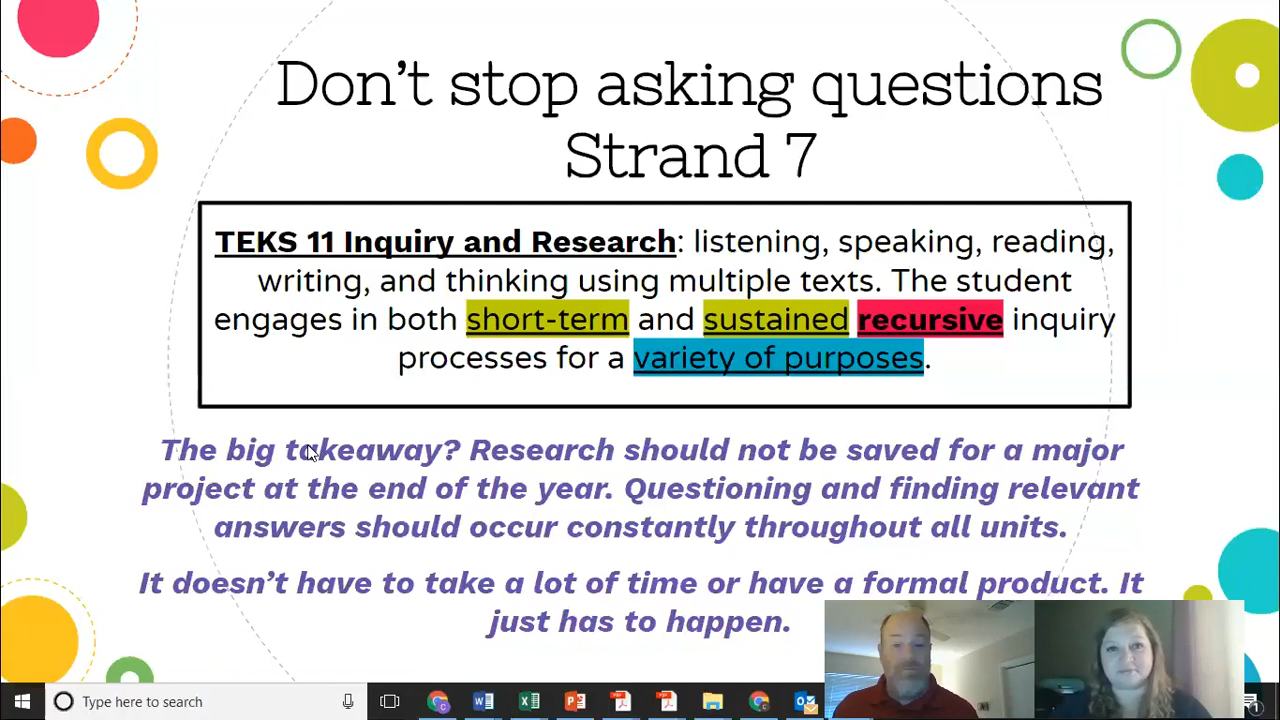 Don't stop asking questions
Strand 7
TEKS 11 Inquiry and Research: listening, speaking, reading,
writing, and thinking using multiple texts. The student
engages in both short-term and sustained recursive inquiry
processes for a variety of purposes.
The big takeaway? Research should not be saved for a major
project at the end of the year. Questioning and finding relevant
answers should occur constantly throughout all units.
It doesn't have to take a lot of time or have a formal product. It
just has to happen.
Type here to search